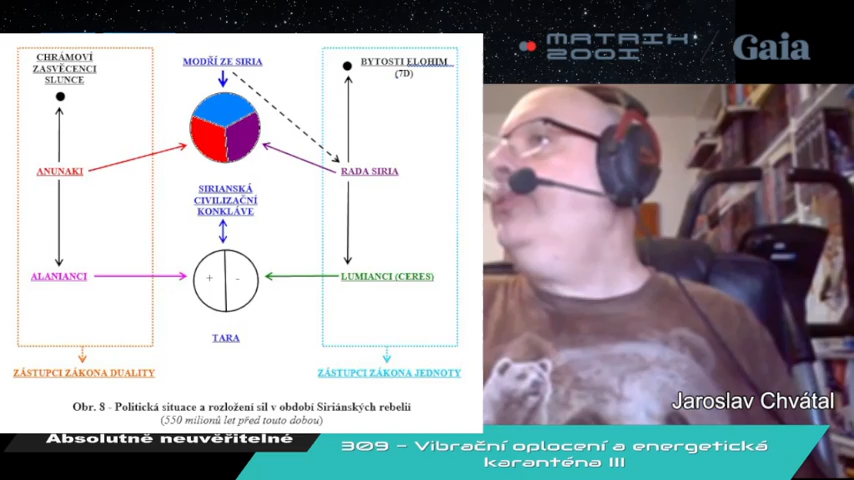 CHRÁMOVÍ
ZASVĚCENCI
SLUNCE
MODŘÍ ZE SIRIA
BYTOSTI ELOHIM
(7D)
ANUNAKI
RADA SIRIA
SIRIANSKÁ
CIVILIZAČNÍ
KONKLÁVE
ALANIANCI
+
-
LUMIANCI (CERES)
TARA
ZÁSTUPCI ZÁKONA DUALITY
ZÁSTUPCI ZÁKONA JEDNOTY
Obr. 8 - Politická situace a rozložení sil v období Siriánských rebelií
(550 milionů let před touto dobou)
MATRIX
2001
/
Gaia
Jaroslav Chvátal
Absolutně neuvěřitelné
309 - Vibrační oplocení a energetická
karanténa III